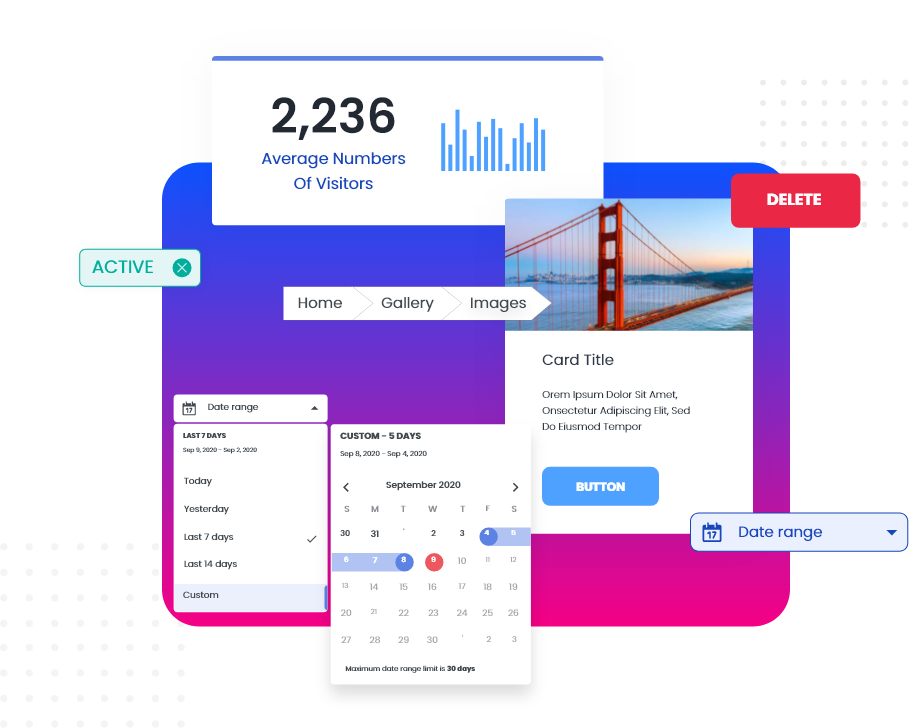 2,236
Average Numbers
Of Visitors
DELETE
ACTIVE
Home Gallery Images
Card Title
Orem Ipsum Dolor Sit Amet,
Onsectetur Adipiscing Elit, Sed
Do Eiusmod Tempor
BUTTON
17 Date range
17 Date range
LAST 7 DAYS
Sep 9, 2020 - Sep 2, 2020
Today
Yesterday
Last 7 days
Last 14 days
Custom
CUSTOM - 5 DAYS
Sep 8, 2020 - Sep 4, 2020
September 2020
S M T W T F S
30 31 2 3 4 5
6 7 8 9 10 11 12
13 14 15 16 17 18 19
20 21 22 23 24 25 26
27 28 29 30 2 3
Maximum date range limit is 30 days